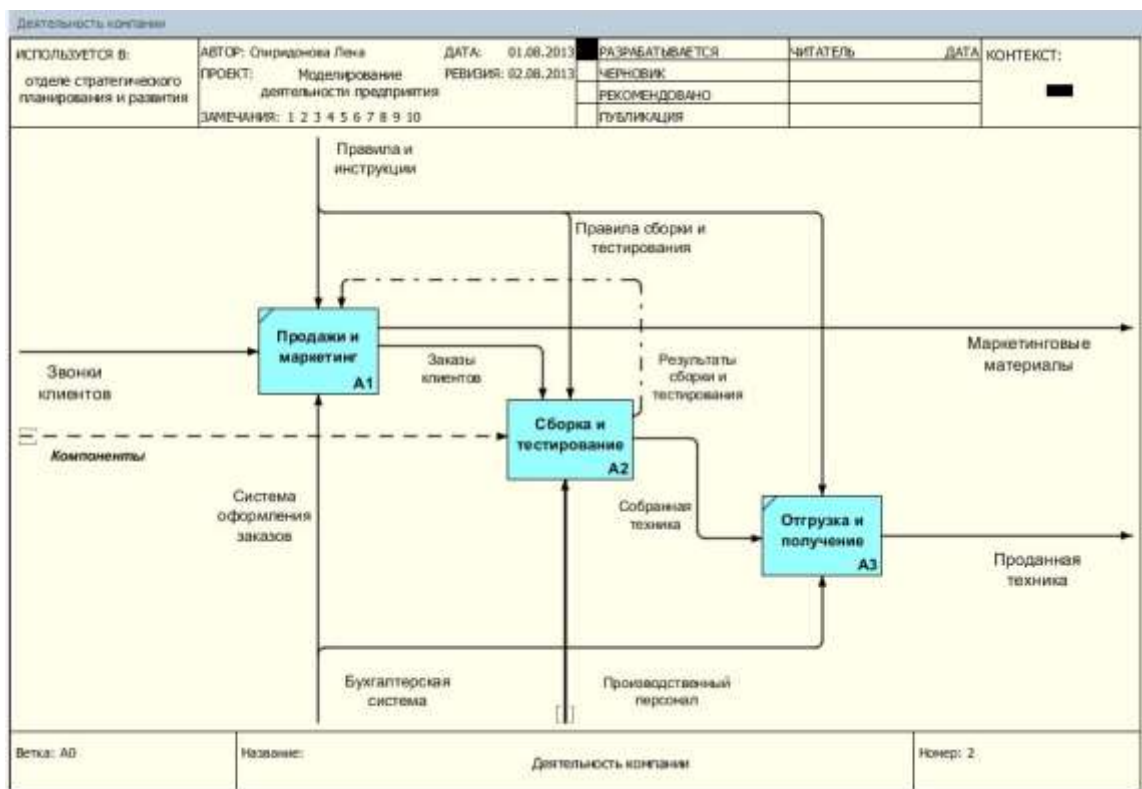 Деятельность компании
ИСПОЛЬЗУЕТСЯ В:
отделе стратегического
планирования и развития
АВТОР: Спиридонова Лена
ДАТА: 01.08.2013
ПРОЕКТ: Моделирование
деятельности предприятия
РЕВИЗИЯ: 02.08.2013
ЗАМЕЧАНИЯ: 1 2 3 4 5 6 7 8 9 10
РАЗРАБАТЫВАЕТСЯ
ЧЕРНОВИК
РЕКОМЕНДОВАНО
ПУБЛИКАЦИЯ
ЧИТАТЕЛЬ
ДАТА
КОНТЕКСТ:
Правила и
инструкции
Правила сборки и
тестирования
Продажи и
маркетинг
A1
Звонки
клиентов
Заказы
клиентов
Результаты
сборки и
тестирования
Маркетинговые
материалы
Сборка и
тестирование
A2
Компоненты
Система
оформления
заказов
Собранная
техника
Отгрузка и
получение
A3
Проданная
техника
Бухгалтерская
система
Производственный
персонал
Ветка: A0
Название:
Деятельность компании
Номер: 2